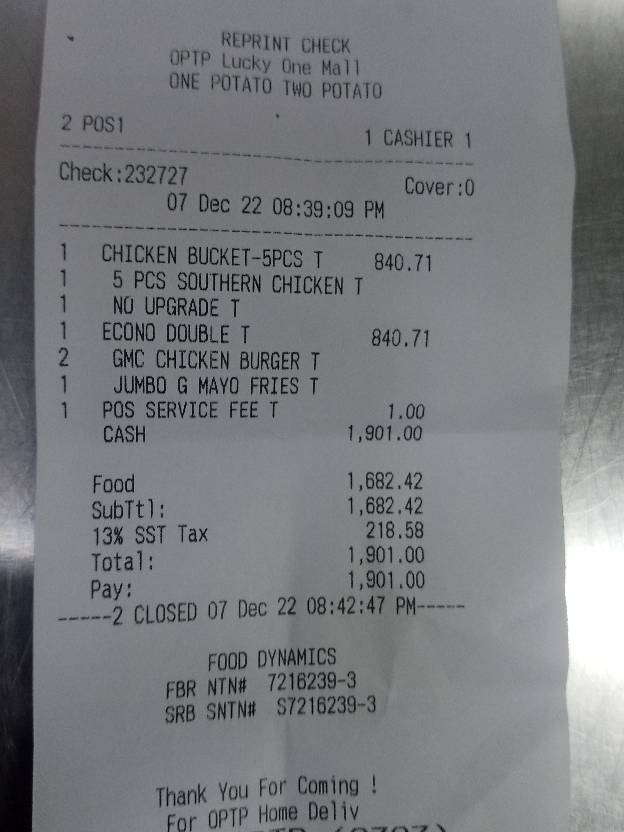 REPRINT CHECK
OPTP Lucky One Mall
ONE POTATO TWO POTATO
2 POS1 1 CASHIER 1
Check:232727 Cover:0
07 Dec 22 08:39:09 PM
1 CHICKEN BUCKET-5PCS T 840.71
1 5 PCS SOUTHERN CHICKEN T
1 NO UPGRADE T
1 ECONO DOUBLE T 840.71
2 GMC CHICKEN BURGER T
1 JUMBO G MAYO FRIES T
1 POS SERVICE FEE T 1.00
CASH 1,901.00
Food 1,682.42
SubTtl: 1,682.42
13% SST Tax 218.58
Total: 1,901.00
Pay: 1,901.00
-----2 CLOSED 07 Dec 22 08:42:47 PM-----
FOOD DYNAMICS
FBR NTN# 7216239-3
SRB SNTN# S7216239-3
Thank You For Coming !
For OPTP Home Deliv